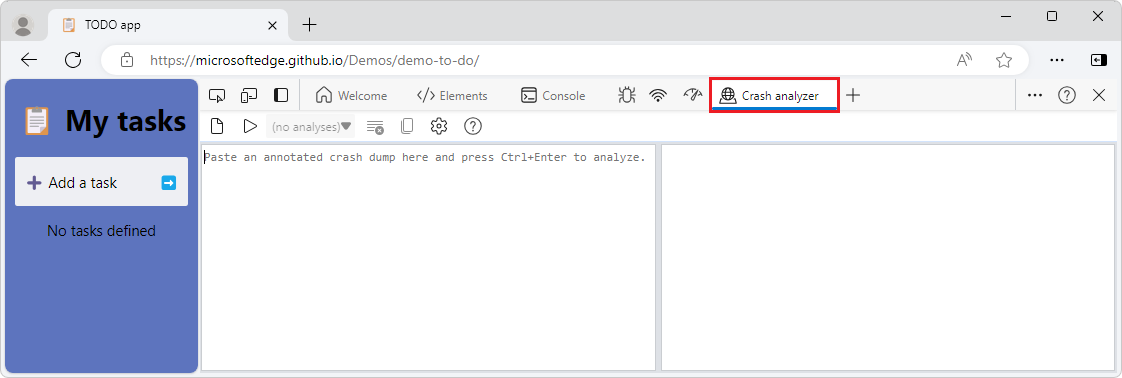 TODO app
https://microsoftedge.github.io/Demos/demo-to-do/
My tasks
Add a task
No tasks defined
Welcome
Elements
Console
Crash analyzer
(no analyses)
Paste an annotated crash dump here and press Ctrl+Enter to analyze.